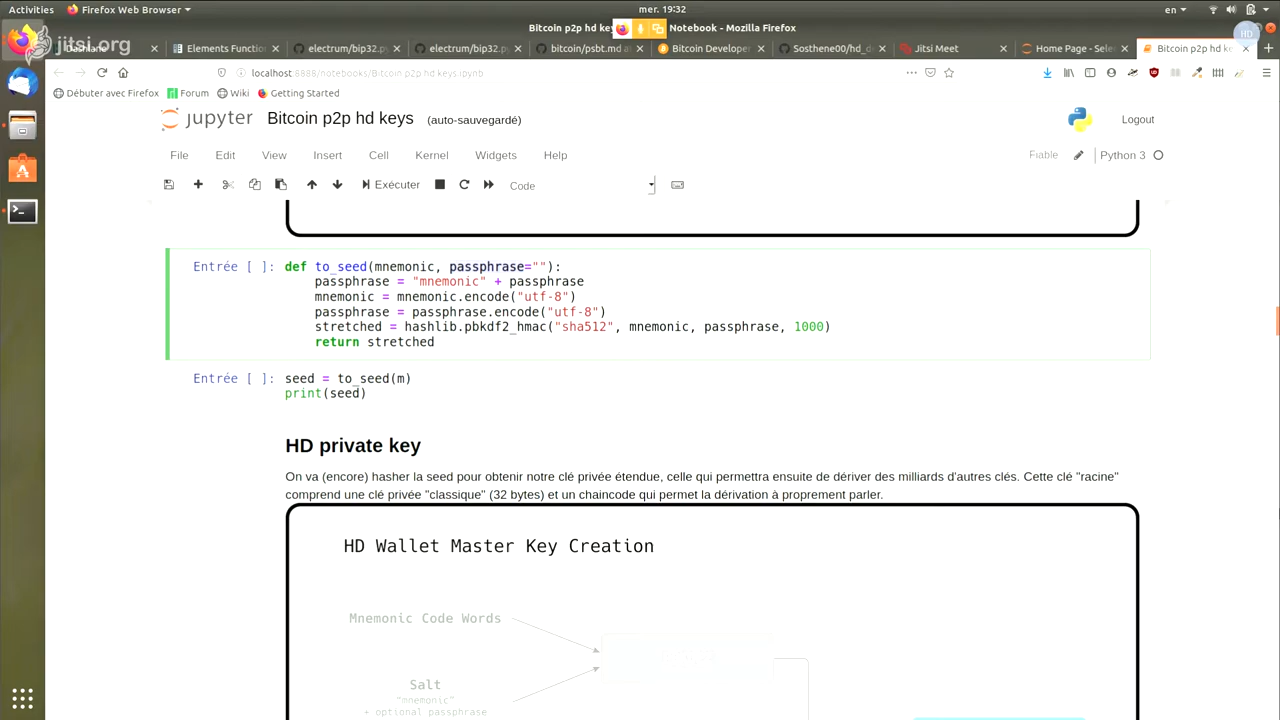 Activities Firefox Web Browser mer. 19:32 en
Notebook - Mozilla Firefox
jitsi.org
HD
Elements Functio
electrum/bip32.p
electrum/bip32.p
bitcoin/psbt.md a
Bitcoin Developer
Sosthene00/hd_d
Jitsi Meet
Home Page - Sele
Bitcoin p2p hd ke
localhost:8888/notebooks/Bitcoin p2p hd keys.ipynb
Débuter avec Firefox Forum Wiki Getting Started
jupyter Bitcoin p2p hd keys (auto-sauvegardé) Logout
File Edit View Insert Cell Kernel Widgets Help Fiable Python 3
Exécuter Code
Entrée [ ]: def to_seed(mnemonic, passphrase=""):
passphrase = "mnemonic" + passphrase
mnemonic = mnemonic.encode("utf-8")
passphrase = passphrase.encode("utf-8")
stretched = hashlib.pbkdf2_hmac("sha512", mnemonic, passphrase, 1000)
return stretched
Entrée [ ]: seed = to_seed(m)
print(seed)
HD private key
On va (encore) hasher la seed pour obtenir notre clé privée étendue, celle qui permettra ensuite de dériver des milliards d'autres clés. Cette clé "racine"
comprend une clé privée "classique" (32 bytes) et un chaincode qui permet la dérivation à proprement parler.
HD Wallet Master Key Creation
Mnemonic Code Words
Salt
"mnemonic"
+ optional passphrase